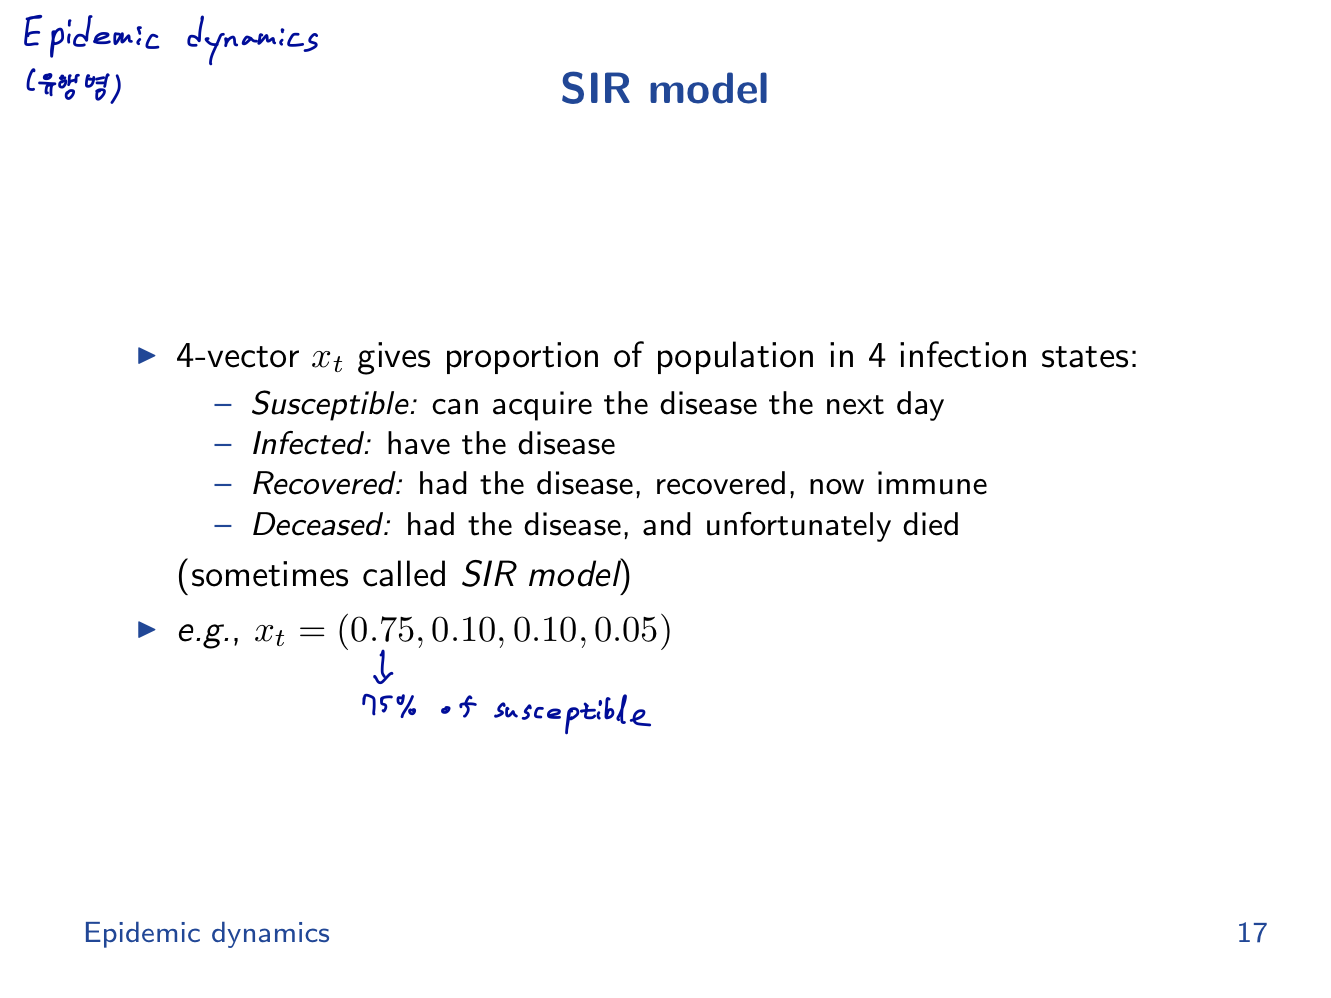 Epidemic dynamics
(유행병)
SIR model
▶ 4-vector x_t gives proportion of population in 4 infection states:
– Susceptible: can acquire the disease the next day
– Infected: have the disease
– Recovered: had the disease, recovered, now immune
– Deceased: had the disease, and unfortunately died
(sometimes called SIR model)
▶ e.g., x_t = (0.75, 0.10, 0.10, 0.05)
↓
75% of susceptible
Epidemic dynamics 17